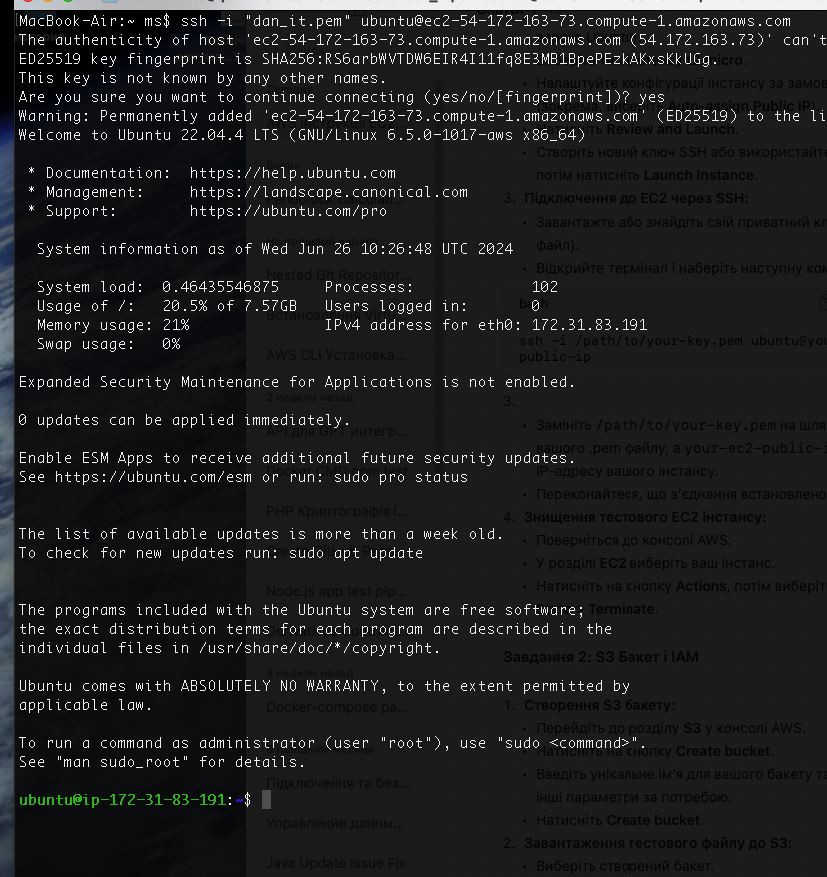 MacBook-Air:~ ms$ ssh -i "dan_it.pem" ubuntu@ec2-54-172-163-73.compute-1.amazonaws.com
The authenticity of host 'ec2-54-172-163-73.compute-1.amazonaws.com (54.172.163.73)' can't
ED25519 key fingerprint is SHA256:RS6arbWVTDW6EIR4I11fq8E3MB1BpePEzkAKxsKkUGg.
This key is not known by any other names.
Are you sure you want to continue connecting (yes/no/[fingerprint])? yes
Warning: Permanently added 'ec2-54-172-163-73.compute-1.amazonaws.com' (ED25519) to the li
Welcome to Ubuntu 22.04.4 LTS (GNU/Linux 6.5.0-1017-aws x86_64)
* Documentation: https://help.ubuntu.com
* Management: https://landscape.canonical.com
* Support: https://ubuntu.com/pro
System information as of Wed Jun 26 10:26:48 UTC 2024
System load: 0.46435546875 Processes: 102
Usage of /: 20.5% of 7.57GB Users logged in: 0
Memory usage: 21% IPv4 address for eth0: 172.31.83.191
Swap usage: 0%
Expanded Security Maintenance for Applications is not enabled.
0 updates can be applied immediately.
Enable ESM Apps to receive additional future security updates.
See https://ubuntu.com/esm or run: sudo pro status
The list of available updates is more than a week old.
To check for new updates run: sudo apt update
The programs included with the Ubuntu system are free software;
the exact distribution terms for each program are described in the
individual files in /usr/share/doc/*/copyright.
Ubuntu comes with ABSOLUTELY NO WARRANTY, to the extent permitted by
applicable law.
To run a command as administrator (user "root"), use "sudo <command>".
See "man sudo_root" for details.
ubuntu@ip-172-31-83-191:~$
Nested Git Repositor...
AWS CLI Установка...
2 недели назад
API для GPT интегр...
PHP Криптографія і...
Node.js app test pip...
Docker-compose pa...
Підключення та без...
Управление данны...
Java Update Issue Fix
Налаштуйте конфігурації інстансу за замов
Auto-assign Public IP
Review and Launch.
Створіть новий ключ SSH або використайте
потім натисніть Launch Instance.
3. Підключення до EC2 через SSH:
Завантажте або знайдіть свій приватний кл
файл).
Відкрийте термінал і наберіть наступну ком
bash
ssh -i /path/to/your-key.pem ubuntu@you
public-ip
3.
Замініть /path/to/your-key.pem на шля
вашого .pem файлу, а your-ec2-public-i
IP-адресу вашого інстансу.
Переконайтеся, що з'єднання встановлено
4. Знищення тестового EC2 інстансу:
Поверніться до консолі AWS.
У розділі EC2 виберіть ваш інстанс.
Натисніть на кнопку Actions, потім виберіт
Terminate.
Завдання 2: S3 Бакет і IAM
1. Створення S3 бакету:
Перейдіть до розділу S3 у консолі AWS.
Натисніть на кнопку Create bucket.
Введіть унікальне ім'я для вашого бакету та
інші параметри за потребою.
Натисніть Create bucket.
2. Завантаження тестового файлу до S3:
Виберіть створений бакет.